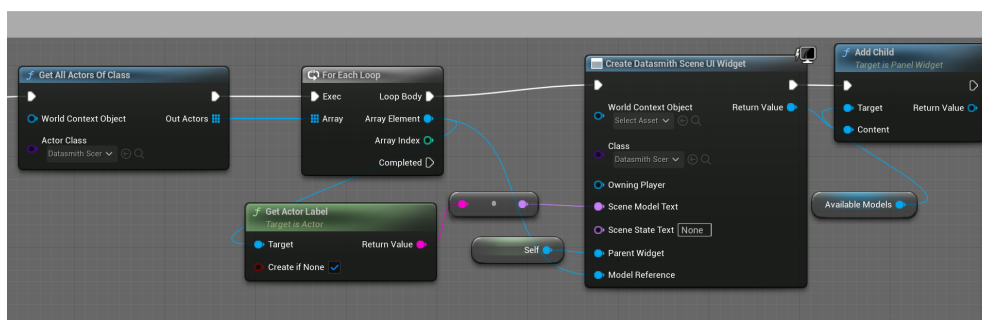 Get All Actors Of Class
World Context Object
Out Actors
Actor Class
Datasmith Scer
For Each Loop
Exec
Loop Body
Array
Array Element
Array Index
Completed
Get Actor Label
Target is Actor
Target
Return Value
Create if None
Self
Create Datasmith Scene UI Widget
World Context Object
Return Value
Select Asset
Class
Datasmith Scer
Owning Player
Scene Model Text
Scene State Text None
Parent Widget
Model Reference
Available Models
Add Child
Target is Panel Widget
Target
Return Value
Content